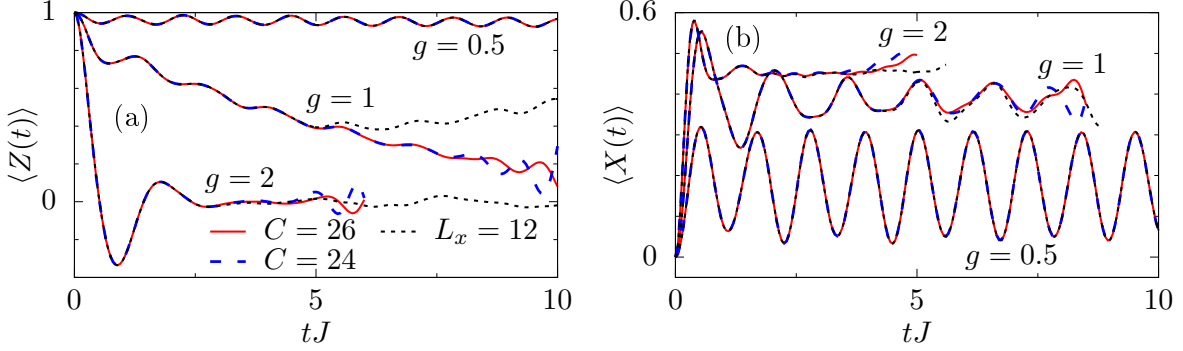 1
0
⟨Z(t)⟩
(a)
g = 0.5
g = 1
g = 2
C = 26
L_x = 12
C = 24
0
5
10
tJ
0.6
0
⟨X(t)⟩
(b)
g = 2
g = 1
g = 0.5
0
5
10
tJ